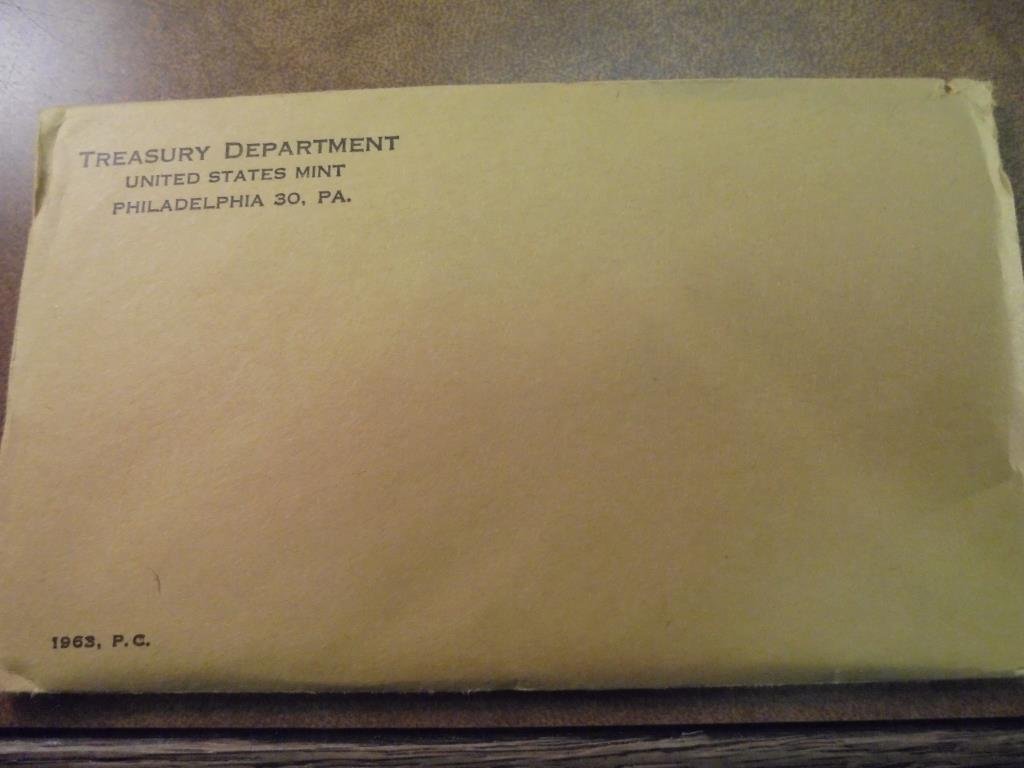 Treasury Department
UNITED STATES MINT
PHILADELPHIA 30, PA.
1963, P.C.